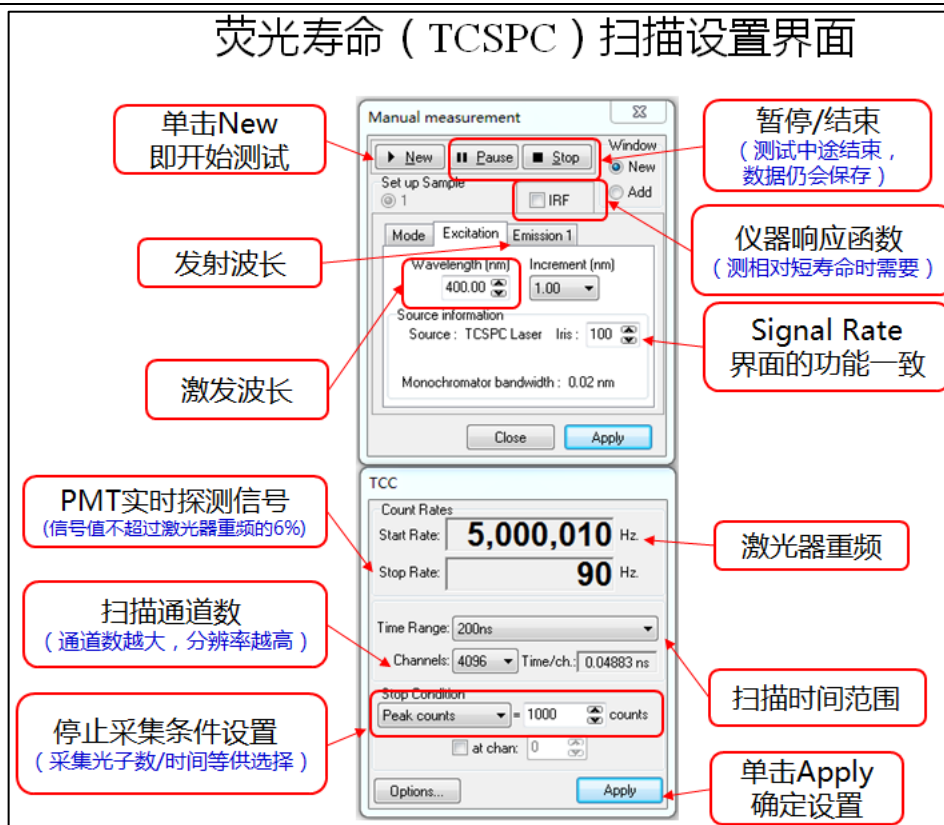 荧光寿命（TCSPC）扫描设置界面
单击New
即开始测试
发射波长
激发波长
PMT实时探测信号
(信号值不超过激光器重频的6%)
扫描通道数
（通道数越大，分辨率越高）
停止采集条件设置
（采集光子数/时间等供选择）
Manual measurement
New Pause Stop
Window
New
Add
Set up Sample
1
IRF
Mode Excitation Emission 1
Wavelength (nm) Increment (nm)
400.00 1.00
Source information
Source : TCSPC Laser Iris : 100
Monochromator bandwidth : 0.02 nm
Close Apply
TCC
Count Rates
Start Rate: 5,000,010 Hz.
Stop Rate: 90 Hz.
Time Range: 200ns
Channels: 4096 Time/ch.: 0.04883 ns
Stop Condition
Peak counts = 1000 counts
at chan: 0
Options... Apply
暂停/结束
（测试中途结束，
数据仍会保存）
仪器响应函数
（测相对短寿命时需要）
Signal Rate
界面的功能一致
激光器重频
扫描时间范围
单击Apply
确定设置